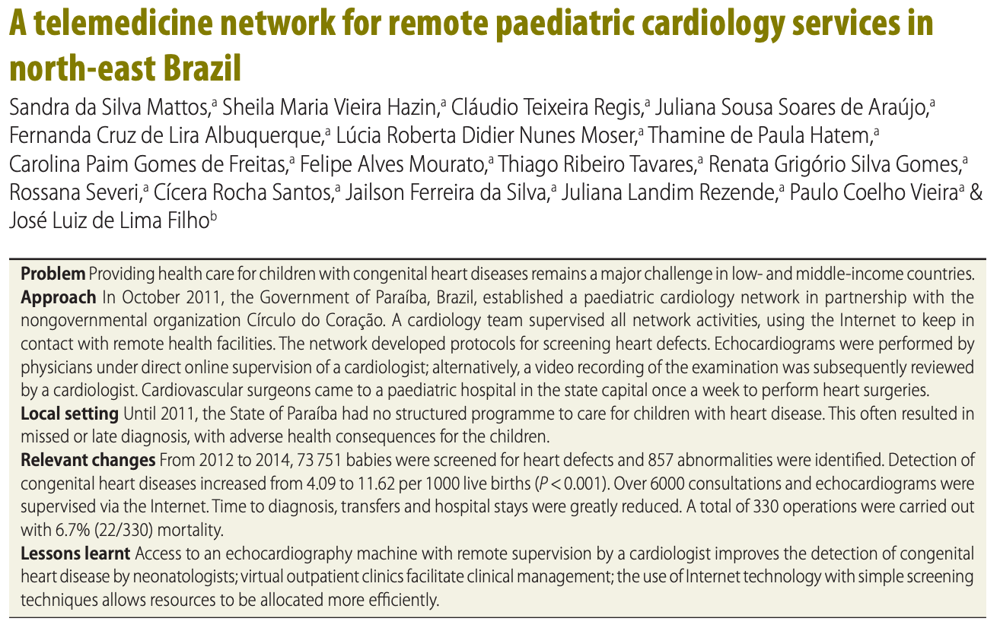 A telemedicine network for remote paediatric cardiology services in
north-east Brazil
Sandra da Silva Mattos,ᵃ Sheila Maria Vieira Hazin,ᵃ Cláudio Teixeira Regis,ᵃ Juliana Sousa Soares de Araújo,ᵃ
Fernanda Cruz de Lira Albuquerque,ᵃ Lúcia Roberta Didier Nunes Moser,ᵃ Thamine de Paula Hatem,ᵃ
Carolina Paim Gomes de Freitas,ᵃ Felipe Alves Mourato,ᵃ Thiago Ribeiro Tavares,ᵃ Renata Grigório Silva Gomes,ᵃ
Rossana Severi,ᵃ Cícera Rocha Santos,ᵃ Jailson Ferreira da Silva,ᵃ Juliana Landim Rezende,ᵃ Paulo Coelho Vieiraᵃ &
José Luiz de Lima Filhoᵇ
Problem Providing health care for children with congenital heart diseases remains a major challenge in low- and middle-income countries.
Approach In October 2011, the Government of Paraíba, Brazil, established a paediatric cardiology network in partnership with the
nongovernmental organization Círculo do Coração. A cardiology team supervised all network activities, using the Internet to keep in
contact with remote health facilities. The network developed protocols for screening heart defects. Echocardiograms were performed by
physicians under direct online supervision of a cardiologist; alternatively, a video recording of the examination was subsequently reviewed
by a cardiologist. Cardiovascular surgeons came to a paediatric hospital in the state capital once a week to perform heart surgeries.
Local setting Until 2011, the State of Paraíba had no structured programme to care for children with heart disease. This often resulted in
missed or late diagnosis, with adverse health consequences for the children.
Relevant changes From 2012 to 2014, 73 751 babies were screened for heart defects and 857 abnormalities were identified. Detection of
congenital heart diseases increased from 4.09 to 11.62 per 1000 live births (P < 0.001). Over 6000 consultations and echocardiograms were
supervised via the Internet. Time to diagnosis, transfers and hospital stays were greatly reduced. A total of 330 operations were carried out
with 6.7% (22/330) mortality.
Lessons learnt Access to an echocardiography machine with remote supervision by a cardiologist improves the detection of congenital
heart disease by neonatologists; virtual outpatient clinics facilitate clinical management; the use of Internet technology with simple screening
techniques allows resources to be allocated more efficiently.